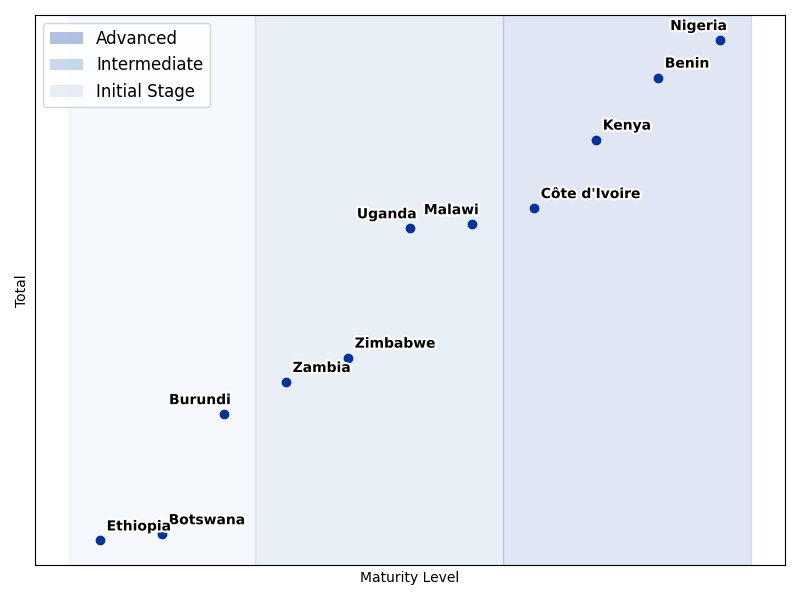 Advanced
Intermediate
Initial Stage
Nigeria
Benin
Kenya
Côte d'Ivoire
Malawi
Uganda
Zimbabwe
Zambia
Burundi
Botswana
Ethiopia
Total
Maturity Level